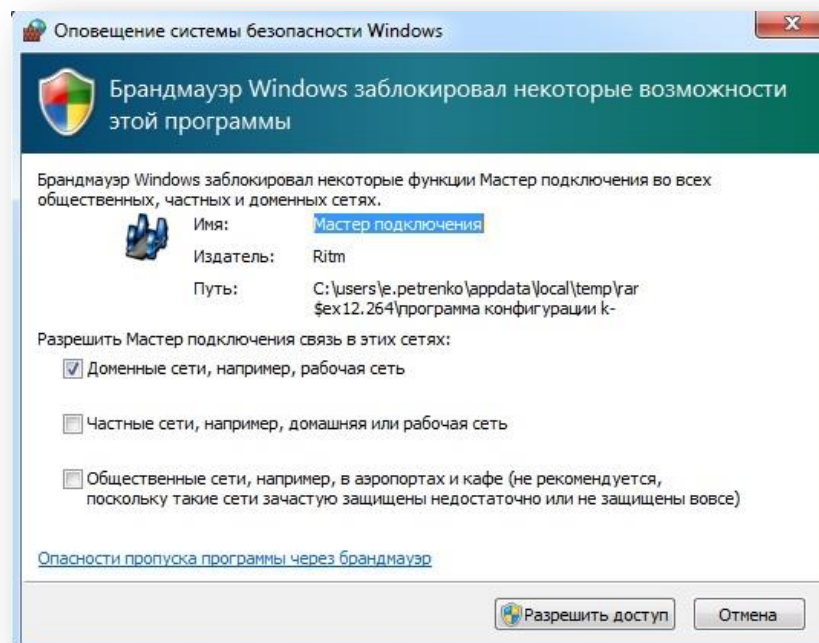 Оповещение системы безопасности Windows
Брандмауэр Windows заблокировал некоторые возможности
этой программы
Брандмауэр Windows заблокировал некоторые функции Мастер подключения во всех
общественных, частных и доменных сетях.
Имя: Мастер подключения
Издатель: Ritm
Путь: C:\users\e.petrenko\appdata\local\temp\rar
$ex12.264\программа конфигурации k-
Разрешить Мастер подключения связь в этих сетях:
Доменные сети, например, рабочая сеть
Частные сети, например, домашняя или рабочая сеть
Общественные сети, например, в аэропортах и кафе (не рекомендуется,
поскольку такие сети зачастую защищены недостаточно или не защищены вовсе)
Опасности пропуска программы через брандмауэр
Разрешить доступ Отмена